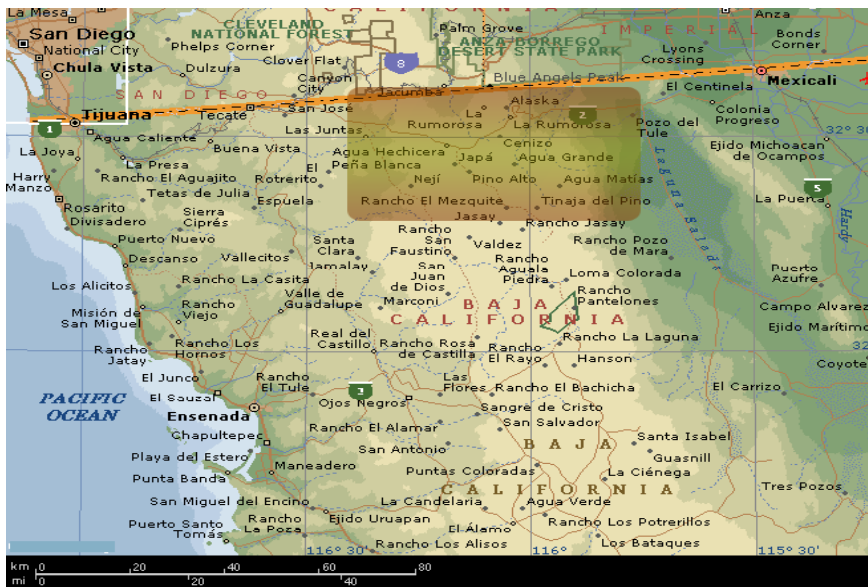 C A L I F O R N I A
La Mesa
CLEVELAND
NATIONAL FOREST
Palm Grove
Anza
Bonds
Corner
San Diego
National City
Phelps Corner
ANZA-BORREGO
DESERT STATE PARK
I M P E R I A L
Lyons
Crossing
Chula Vista
Dulzura
Clover Flat
8
Canyon
City
Blue Angels Peak
Mexicali
SAN DIEGO
Jacumba
El Centinela
Tijuana
Tecate
San José
Alaska
Colonia
Progreso
1
Agua Caliente
Las Juntas
La
Rumorosa
La Rumorosa
2
Pozo del
Tule
32° 30'
La Joya
Buena Vista
Cenizo
Ejido Michoacan
de Ocampos
La Presa
Agua Hechicera
Japá
Agua Grande
Harry
Manzo
Rancho El Aguajito
El
Rotrerito
Peña Blanca
Laguna Salada
Tetas de Julia
Nejí
Pino Alto
Agua Matías
5
La Puerta
Rosarito
Espuela
Rancho El Mezquite
Tinaja del Pino
Divisadero
Sierra
Ciprés
Jasay
Rancho Jasay
Hardy
Puerto Nuevo
Santa
Clara
Rancho
San
Faustino
Valdez
Rancho Pozo
de Mara
Descanso
Vallecitos
Jamalay
San
Juan
de Dios
Rancho
Aguala
Piedra
Loma Colorada
Puerto
Azufre
Los Alicitos
Rancho La Casita
Marconi
Rancho
Pantelones
Rancho
Viejo
Valle de
Guadalupe
B A J A
C A L I F O R N I A
Campo Alvarez
Misión de
San Miguel
Real del
Castillo
Rancho Rosa
de Castilla
Rancho La Laguna
Ejido Marítimo
Rancho
Jatay
Rancho Los
Hornos
Rancho
El Rayo
Hanson
32
Coyote
El Junco
Rancho
El Tule
Las
Flores
Rancho El Bachicha
El Carrizo
PACIFIC
OCEAN
El Sauzal
3
Ojos Negros
Ensenada
Sangre de Cristo
Chapultepec
Rancho El Alamar
San Salvador
Santa Isabel
Playa del Estero
San Antonio
B A J A
Guasnill
Punta Banda
Maneadero
Puntas Coloradas
La Ciénega
C A L I F O R N I A
Tres Pozos
San Miguel del Encino
La Candelaria
Agua Verde
Puerto Santo
Tomás
Rancho
La Poza
Ejido Uruapan
El Álamo
Rancho Los Potrerillos
Rancho Los Alisos
Los Bataques
116° 30'
116°
115° 30'
km 0 20 40 60 80
mi 0 20 40